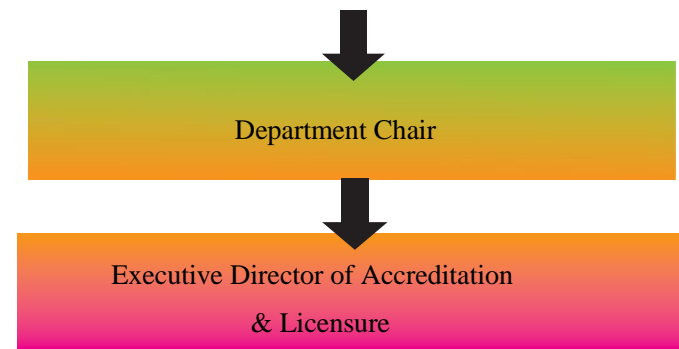 Department Chair
Executive Director of Accreditation
& Licensure